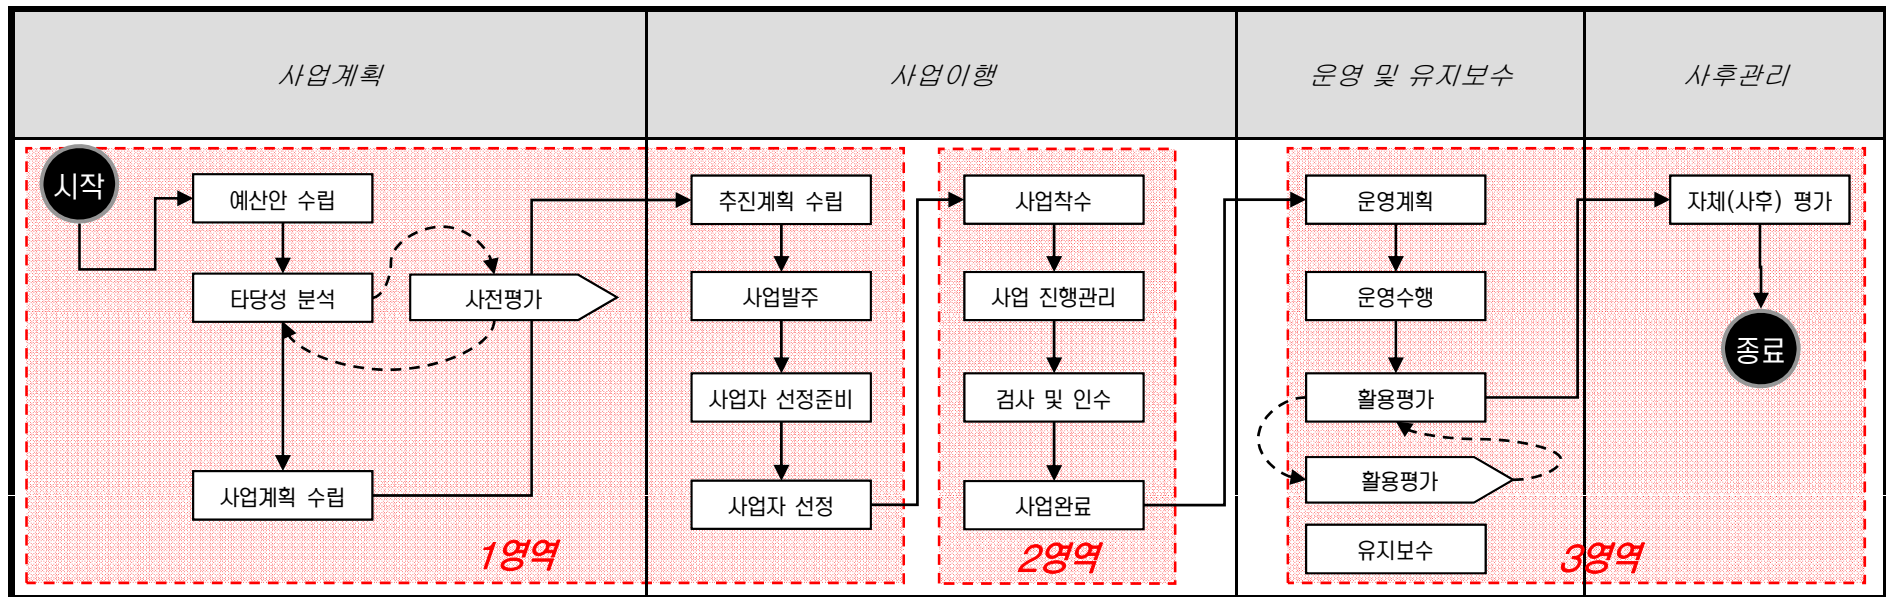 사업계획
사업이행
운영 및 유지보수
사후관리
시작
예산안 수립
타당성 분석
사전평가
사업계획 수립
1영역
추진계획 수립
사업발주
사업자 선정준비
사업자 선정
사업착수
사업 진행관리
검사 및 인수
사업완료
2영역
운영계획
운영수행
활용평가
활용평가
유지보수
3영역
자체(사후) 평가
종료